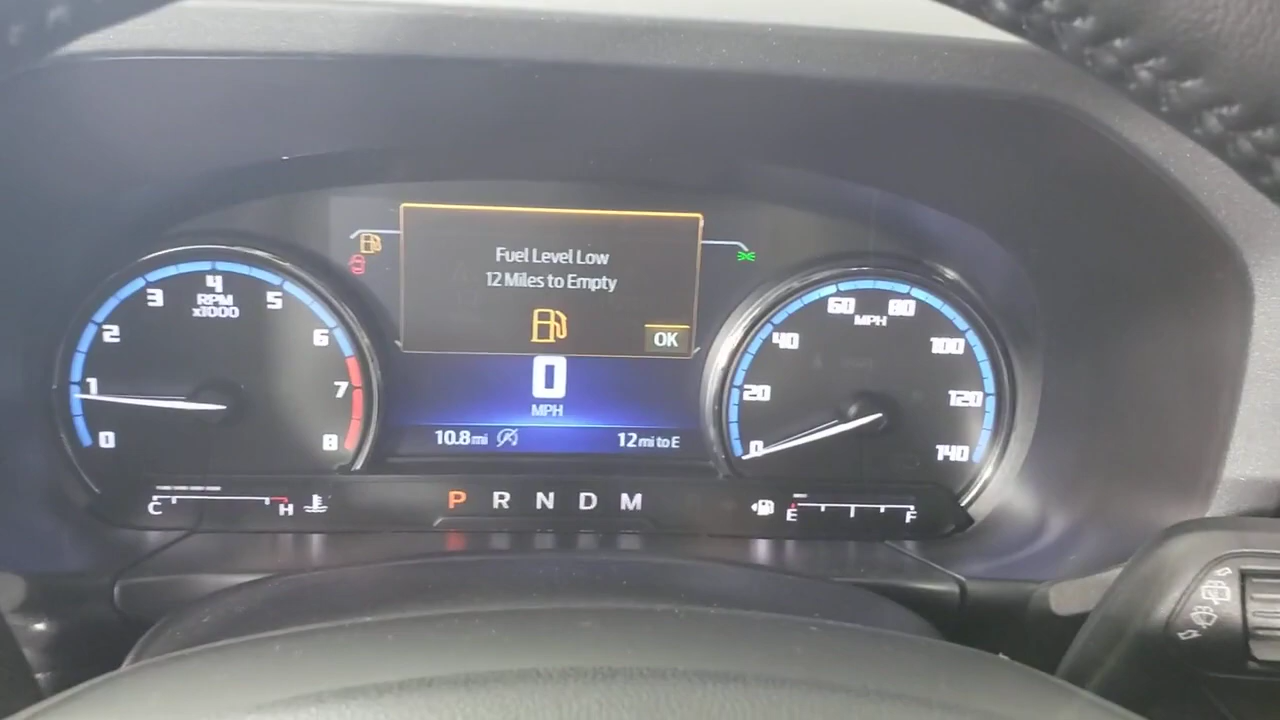 Fuel Level Low
12 Miles to Empty
OK
0
MPH
10.8 mi
12 mi to E
0 1 2 3 4 5 6 7 8
RPM
x1000
0 20 40 60 80 100 120 140
MPH
C H
P R N D M
E F